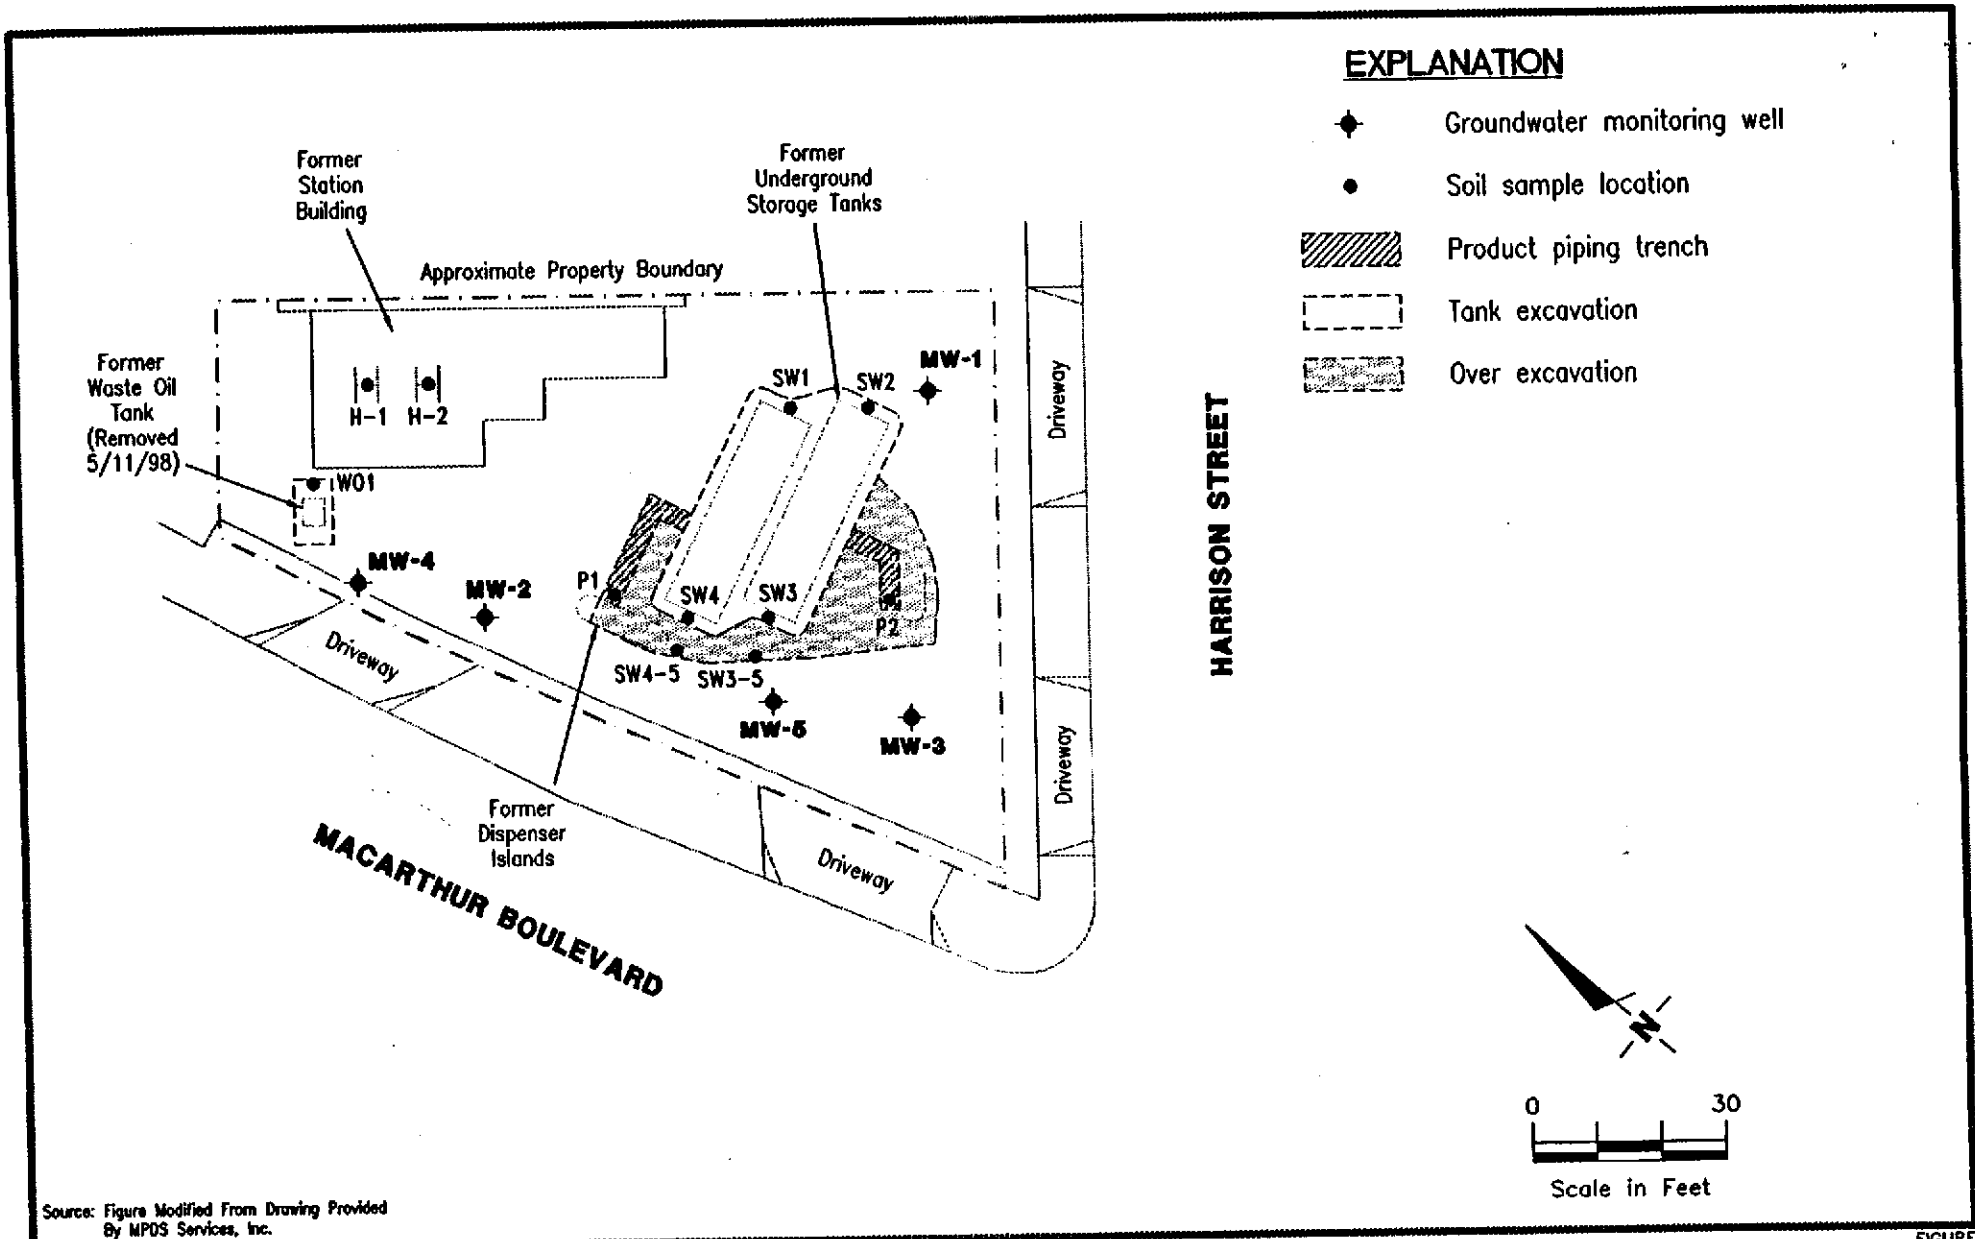 EXPLANATION
Groundwater monitoring well
Soil sample location
Product piping trench
Tank excavation
Over excavation
Former
Station
Building
Former
Underground
Storage Tanks
Approximate Property Boundary
Former
Waste Oil
Tank
(Removed
5/11/98)
H-1
H-2
WO1
SW1
SW2
MW-1
MW-4
MW-2
P1
SW4
SW3
P2
SW4-5
SW3-5
MW-5
MW-3
Driveway
Driveway
Driveway
Driveway
Former
Dispenser
Islands
HARRISON STREET
MACARTHUR BOULEVARD
N
0 30
Scale in Feet
Source: Figure Modified From Drawing Provided
By MPDS Services, Inc.
FIGURE